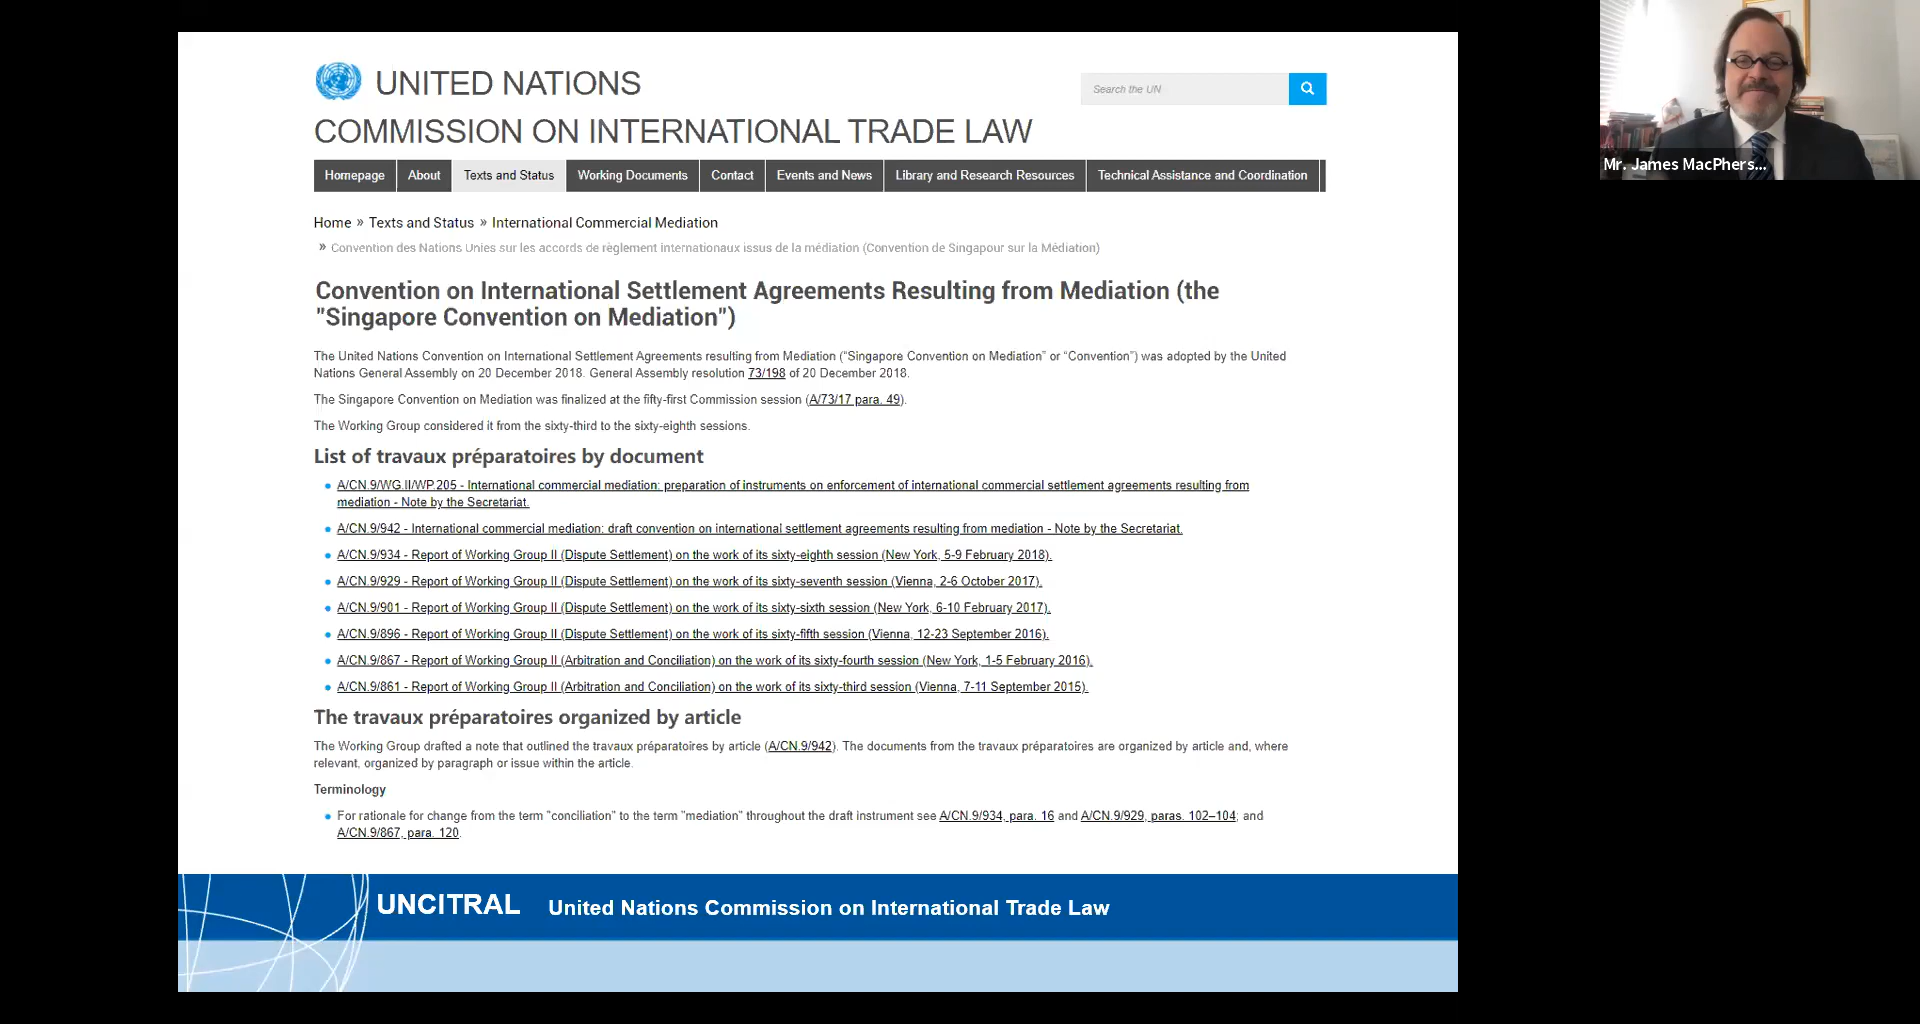 UNITED NATIONS
Search the UN
COMMISSION ON INTERNATIONAL TRADE LAW
Homepage
About
Texts and Status
Working Documents
Contact
Events and News
Library and Research Resources
Technical Assistance and Coordination
Home » Texts and Status » International Commercial Mediation
» Convention des Nations Unies sur les accords de règlement internationaux issus de la médiation (Convention de Singapour sur la Médiation)
Convention on International Settlement Agreements Resulting from Mediation (the
"Singapore Convention on Mediation")
The United Nations Convention on International Settlement Agreements resulting from Mediation (“Singapore Convention on Mediation” or “Convention”) was adopted by the United
Nations General Assembly on 20 December 2018. General Assembly resolution 73/198 of 20 December 2018.
The Singapore Convention on Mediation was finalized at the fifty-first Commission session (A/73/17 para. 49).
The Working Group considered it from the sixty-third to the sixty-eighth sessions.
List of travaux préparatoires by document
A/CN.9/WG.II/WP.205 - International commercial mediation: preparation of instruments on enforcement of international commercial settlement agreements resulting from
mediation - Note by the Secretariat.
A/CN.9/942 - International commercial mediation: draft convention on international settlement agreements resulting from mediation - Note by the Secretariat.
A/CN.9/934 - Report of Working Group II (Dispute Settlement) on the work of its sixty-eighth session (New York, 5-9 February 2018).
A/CN.9/929 - Report of Working Group II (Dispute Settlement) on the work of its sixty-seventh session (Vienna, 2-6 October 2017).
A/CN.9/901 - Report of Working Group II (Dispute Settlement) on the work of its sixty-sixth session (New York, 6-10 February 2017).
A/CN.9/896 - Report of Working Group II (Dispute Settlement) on the work of its sixty-fifth session (Vienna, 12-23 September 2016).
A/CN.9/867 - Report of Working Group II (Arbitration and Conciliation) on the work of its sixty-fourth session (New York, 1-5 February 2016).
A/CN.9/861 - Report of Working Group II (Arbitration and Conciliation) on the work of its sixty-third session (Vienna, 7-11 September 2015).
The travaux préparatoires organized by article
The Working Group drafted a note that outlined the travaux préparatoires by article (A/CN.9/942). The documents from the travaux préparatoires are organized by article and, where
relevant, organized by paragraph or issue within the article.
Terminology
For rationale for change from the term "conciliation" to the term "mediation" throughout the draft instrument see A/CN.9/934, para. 16 and A/CN.9/929, paras. 102–104; and
A/CN.9/867, para. 120.
UNCITRAL United Nations Commission on International Trade Law
Mr. James MacPhers...